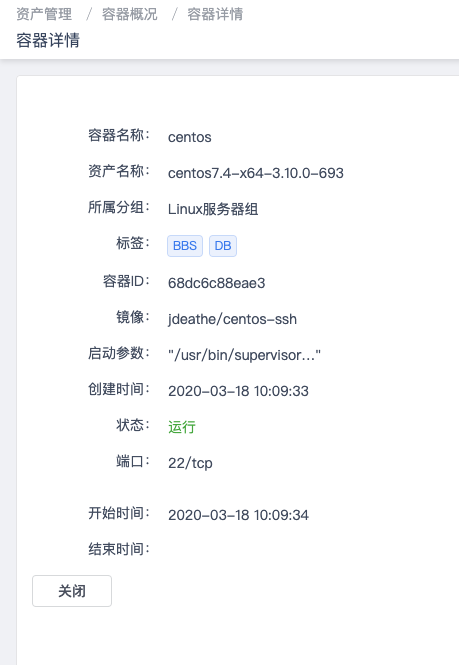 资产管理 / 容器概况 / 容器详情
容器详情
容器名称： centos
资产名称： centos7.4-x64-3.10.0-693
所属分组： Linux服务器组
标签： BBS DB
容器ID： 68dc6c88eae3
镜像： jdeathe/centos-ssh
启动参数： "/usr/bin/supervisor..."
创建时间： 2020-03-18 10:09:33
状态： 运行
端口： 22/tcp
开始时间： 2020-03-18 10:09:34
结束时间：
关闭